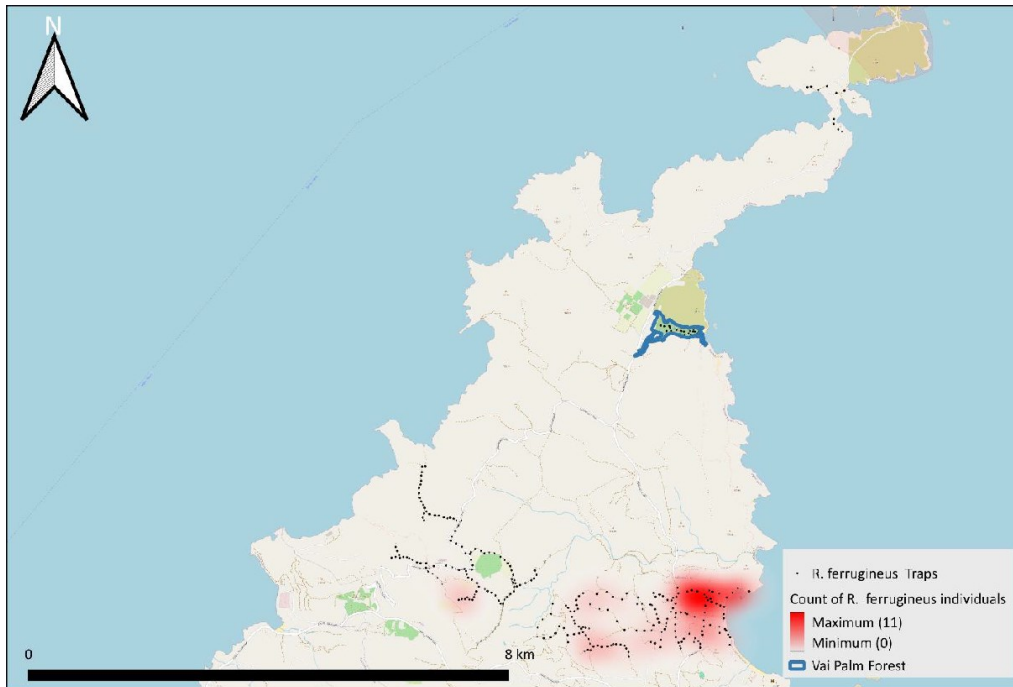 N
0
8 km
R. ferrugineus Traps
Count of R. ferrugineus individuals
Maximum (11)
Minimum (0)
Vai Palm Forest